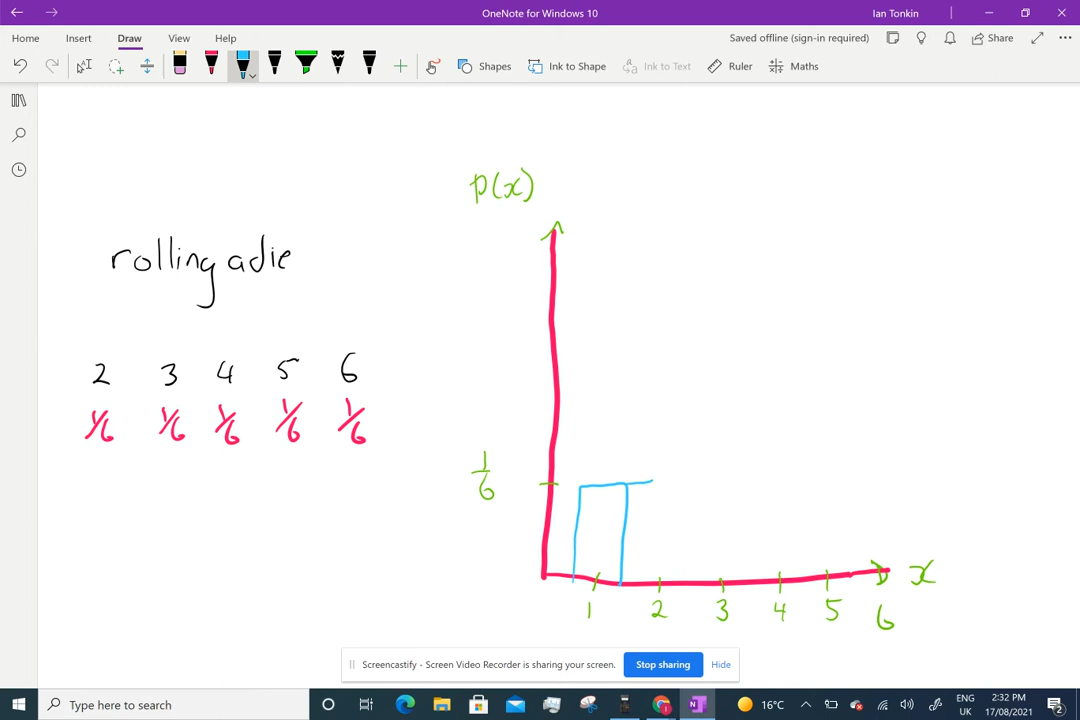 OneNote for Windows 10
Ian Tonkin
Home Insert Draw View Help
Saved offline (sign-in required)
Share
Shapes
Ink to Shape
Ink to Text
Ruler
Maths
p(x)
rolling a die
2 3 4 5 6
1/6 1/6 1/6 1/6 1/6
1/6
x
1 2 3 4 5 6
Screencastify - Screen Video Recorder is sharing your screen.
Stop sharing
Hide
Type here to search
16°C
ENG
UK
2:32 PM
17/08/2021
2